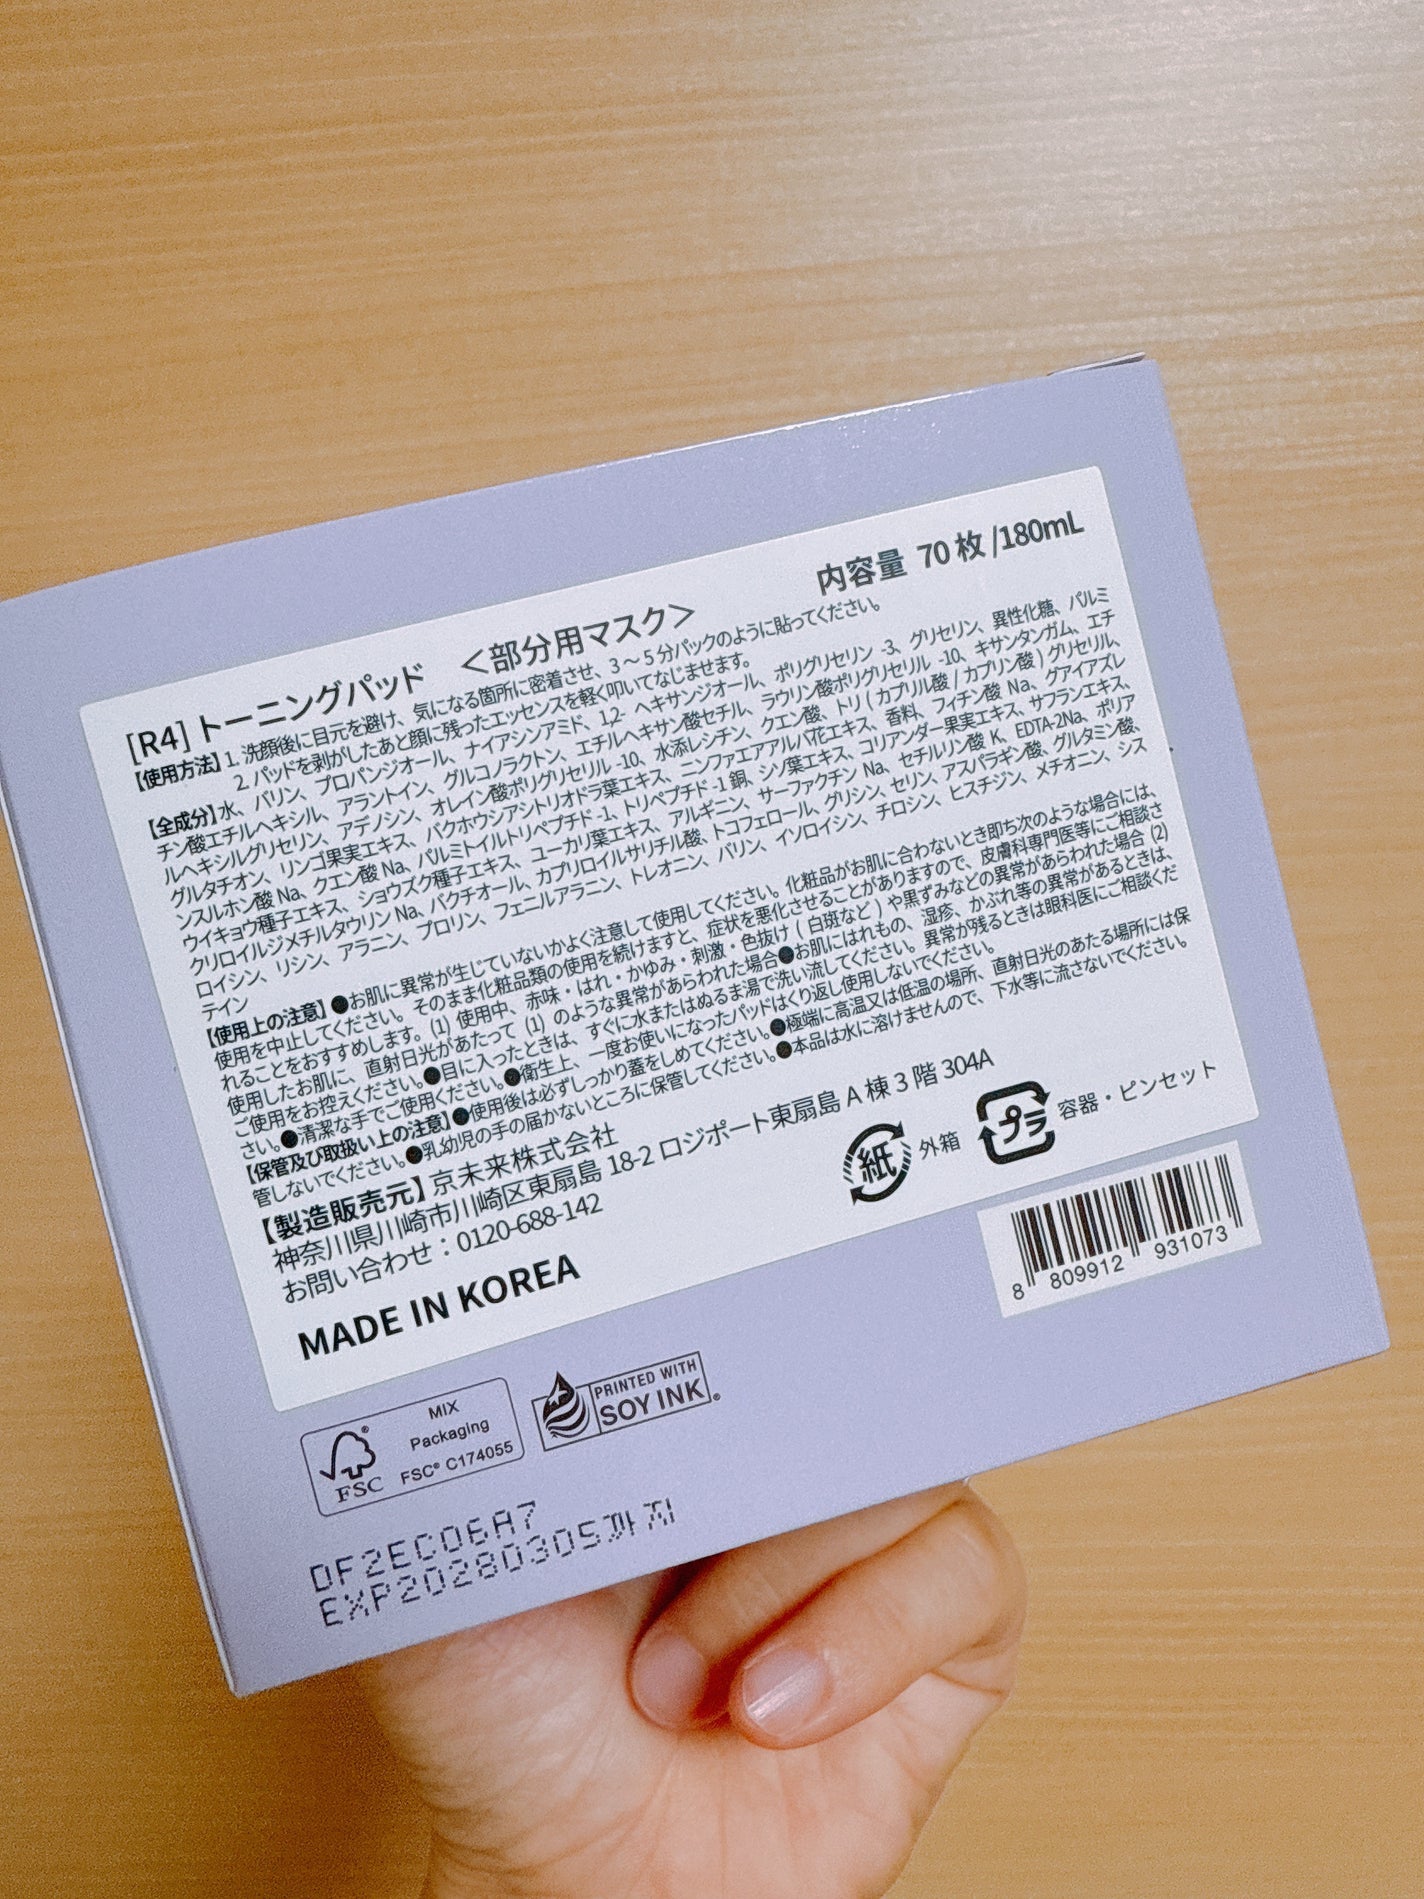 [R4] トーニングパッド ＜部分用マスク＞ 内容量 70 枚 /180mL
【使用方法】1. 洗顔後に目元を避け、気になる箇所に密着させ、3～5 分パックのように貼ってください。
2. パッドを剥がしたあと顔に残ったエッセンスを軽く叩いてなじませます。
【全成分】水、バリン、プロパンジオール、ナイアシンアミド、1,2- ヘキサンジオール、ポリグリセリン -3、グリセリン、異性化糖、パルミ
チン酸エチルヘキシル、アラントイン、グルコノラクトン、エチルヘキサン酸セチル、ラウリン酸ポリグリセリル -10、キサンタンガム、エチ
ルヘキシルグリセリン、アデノシン、オレイン酸ポリグリセリル -10、水添レシチン、クエン酸、トリ ( カプリル酸 / カプリン酸 ) グリセリル、
グルタチオン、リンゴ果実エキス、パクホウシアシトリオドラ葉エキス、ニンファエアアルバ花エキス、香料、フィチン酸 Na、グアイアズレ
ンスルホン酸 Na、クエン酸 Na、パルミトイルトリペプチド -1、トリペプチド -1 銅、シソ葉エキス、コリアンダー果実エキス、サフランエキス、
ウイキョウ種子エキス、ショウズク種子エキス、ユーカリ葉エキス、アルギニン、サーファクチン Na、セチルリン酸 K、EDTA-2Na、ポリア
クリロイルジメチルタウリン Na、バクチオール、カプリロイルサリチル酸、トコフェロール、グリシン、セリン、アスパラギン酸、グルタミン酸、
ロイシン、リシン、アラニン、プロリン、フェニルアラニン、トレオニン、バリン、イソロイシン、チロシン、ヒスチジン、メチオニン、シス
テイン
【使用上の注意】●お肌に異常が生じていないかよく注意して使用してください。化粧品がお肌に合わないとき即ち次のような場合には、
使用を中止してください。そのまま化粧品類の使用を続けますと、症状を悪化させることがありますので、皮膚科専門医等にご相談さ
れることをおすすめします。(1) 使用中、赤味・はれ・かゆみ・刺激・色抜け ( 白斑など ) や黒ずみなどの異常があらわれた場合 (2)
使用したお肌に、直射日光があたって (1) のような異常があらわれた場合●お肌にはれもの、湿疹、かぶれ等の異常があるときは、
ご使用をお控えください。●目に入ったときは、すぐに水またはぬるま湯で洗い流してください。異常が残るときは眼科医にご相談くだ
さい。●清潔な手でご使用ください。●衛生上、一度お使いになったパッドはくり返し使用しないでください。
【保管及び取扱い上の注意】●使用後は必ずしっかり蓋をしめてください。●極端に高温又は低温の場所、直射日光のあたる場所には保
管しないでください。●乳幼児の手の届かないところに保管してください。●本品は水に溶けませんので、下水等に流さないでください。
【製造販売元】京未来株式会社
神奈川県川崎市川崎区東扇島 18-2 ロジポート東扇島 A 棟 3 階 304A
お問い合わせ：0120-688-142
紙 外箱 プラ 容器・ピンセット
MADE IN KOREA
8 809912 931073
MIX
Packaging
FSC® C174055
FSC
PRINTED WITH
SOY INK
DF2EC06A7
EXP20280305까지